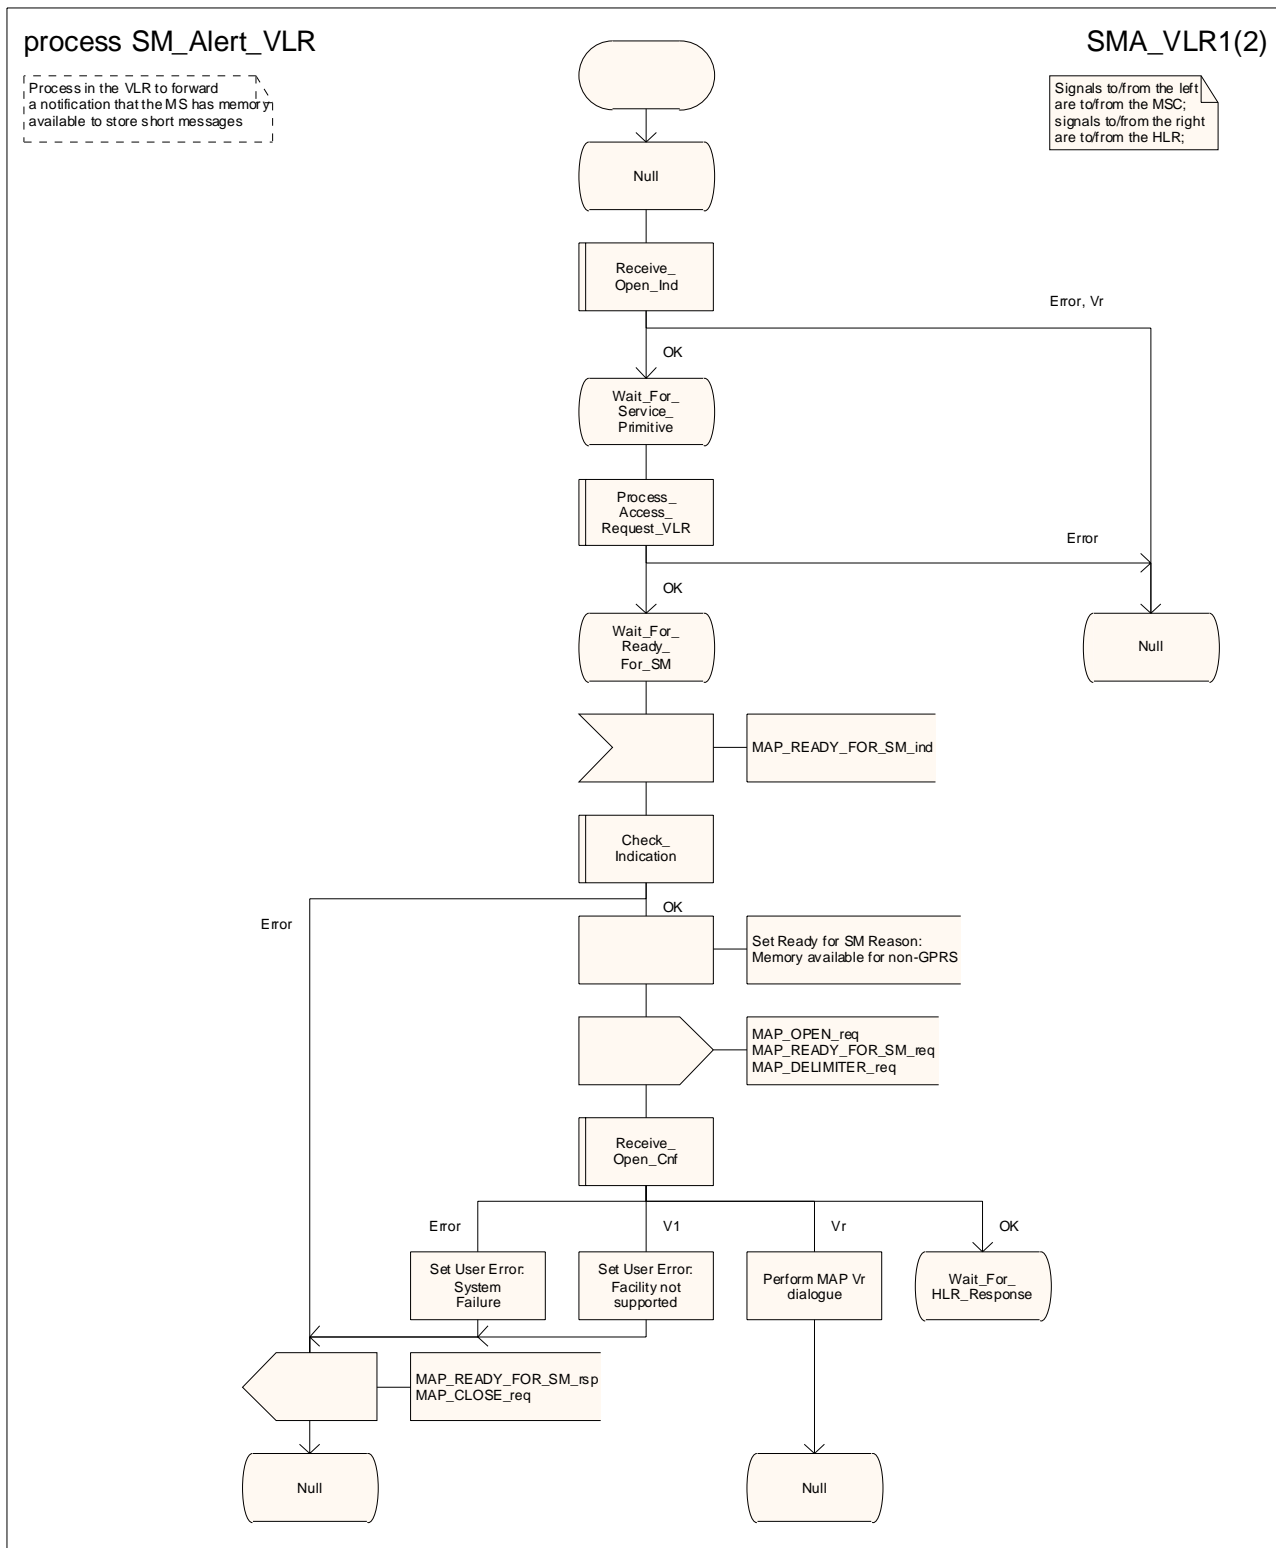 process SM_Alert_VLR
SMA_VLR1(2)
Process in the VLR to forward
a notification that the MS has memory
available to store short messages
Signals to/from the left
are to/from the MSC;
signals to/from the right
are to/from the HLR;
Null
Receive_
Open_Ind
Error, Vr
OK
Wait_For_
Service_
Primitive
Process_
Access_
Request_VLR
Error
OK
Wait_For_
Ready_
For_SM
Null
MAP_READY_FOR_SM_ind
Check_
Indication
Error
OK
Set Ready for SM Reason:
Memory available for non-GPRS
MAP_OPEN_req
MAP_READY_FOR_SM_req
MAP_DELIMITER_req
Receive_
Open_Cnf
Error
V1
Vr
OK
Set User Error:
System
Failure
Set User Error:
Facility not
supported
Perform MAP Vr
dialogue
Wait_For_
HLR_Response
MAP_READY_FOR_SM_rsp
MAP_CLOSE_req
Null
Null